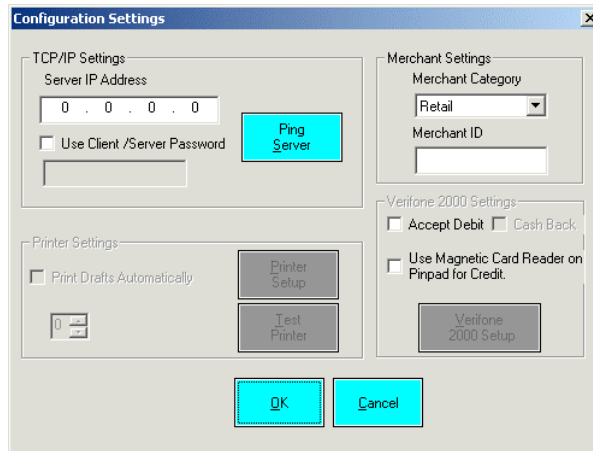 Configuration Settings
TCP/IP Settings
Server IP Address
0 . 0 . 0 . 0
Use Client /Server Password
Ping
Server
Merchant Settings
Merchant Category
Retail
Merchant ID
Printer Settings
Print Drafts Automatically
0
Printer
Setup
Test
Printer
Verifone 2000 Settings
Accept Debit Cash Back
Use Magnetic Card Reader on
Pinpad for Credit.
Verifone
2000 Setup
OK
Cancel